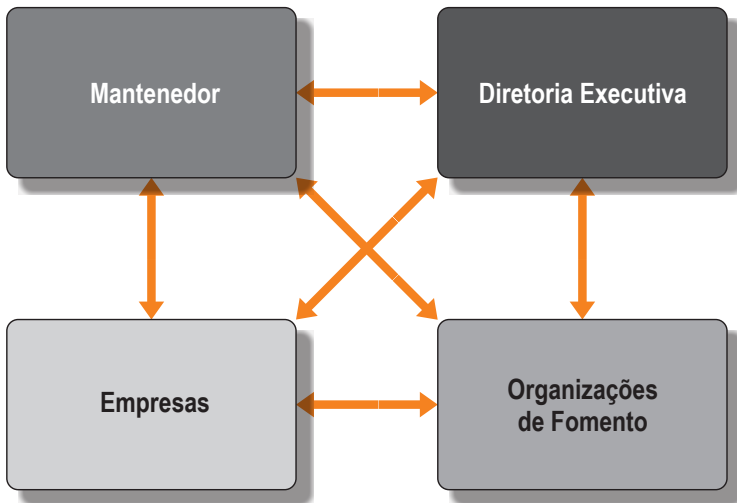 Mantenedor
Diretoria Executiva
Empresas
Organizações
de Fomento